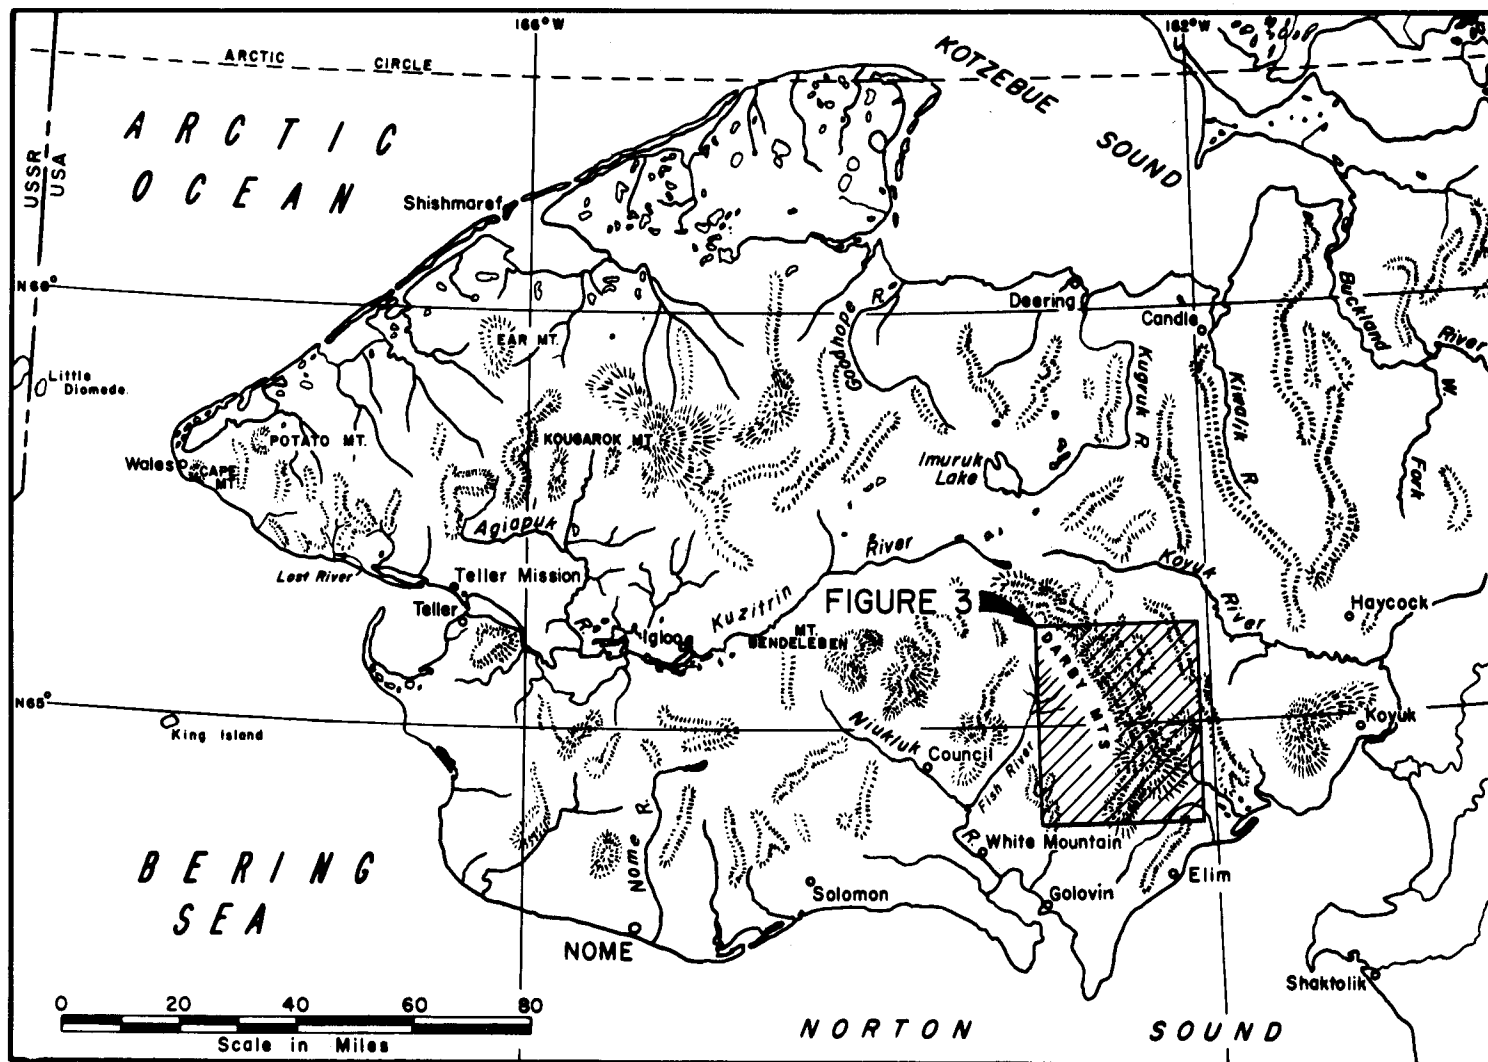 166° W
162° W
ARCTIC CIRCLE
KOTZEBUE
SOUND
ARCTIC
OCEAN
USSR
USA
Shishmaref
N66°
Deering
Candle
Goodhope
R.
Buckland
River
EAR MT.
Little
Diomede
Kugruk R.
Kiwalik
R.
W.
Fork
POTATO MT.
KOUGAROK MT.
Wales
CAPE
MT.
Imuruk
Lake
Agiapuk
R.
River
Lost River
Teller Mission
Koyuk
River
Teller
Kuzitrin
FIGURE 3
Haycock
Igloo
MT.
BENDELEBEN
DARBY MTS
N65°
King Island
Niukluk
Koyuk
Council
Fish River
R.
White Mountain
BERING
SEA
Nome R.
Solomon
Golovin
Elim
NOME
Shaktolik
0 20 40 60 80
Scale in Miles
NORTON SOUND